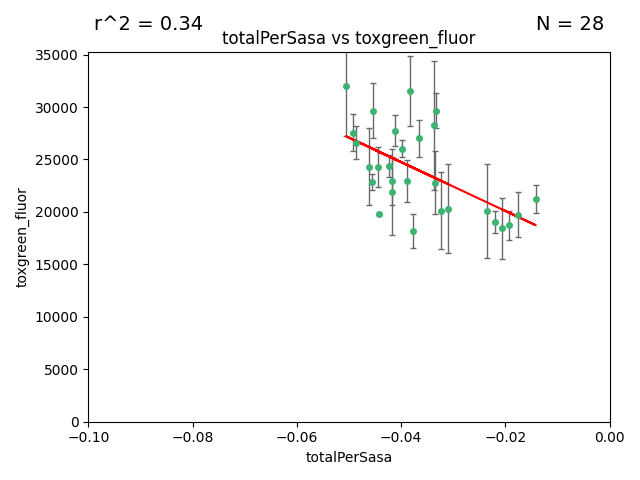 r^2 = 0.34
N = 28
totalPerSasa vs toxgreen_fluor
35000
30000
25000
20000
15000
10000
5000
0
toxgreen_fluor
−0.10
−0.08
−0.06
−0.04
−0.02
0.00
totalPerSasa